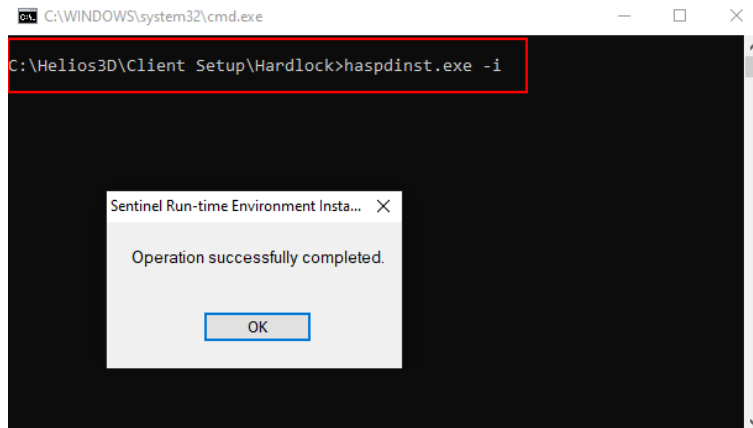 C:\WINDOWS\system32\cmd.exe
C:\Helios3D\Client Setup\Hardlock>haspdinst.exe -i
Sentinel Run-time Environment Insta...
Operation successfully completed.
OK